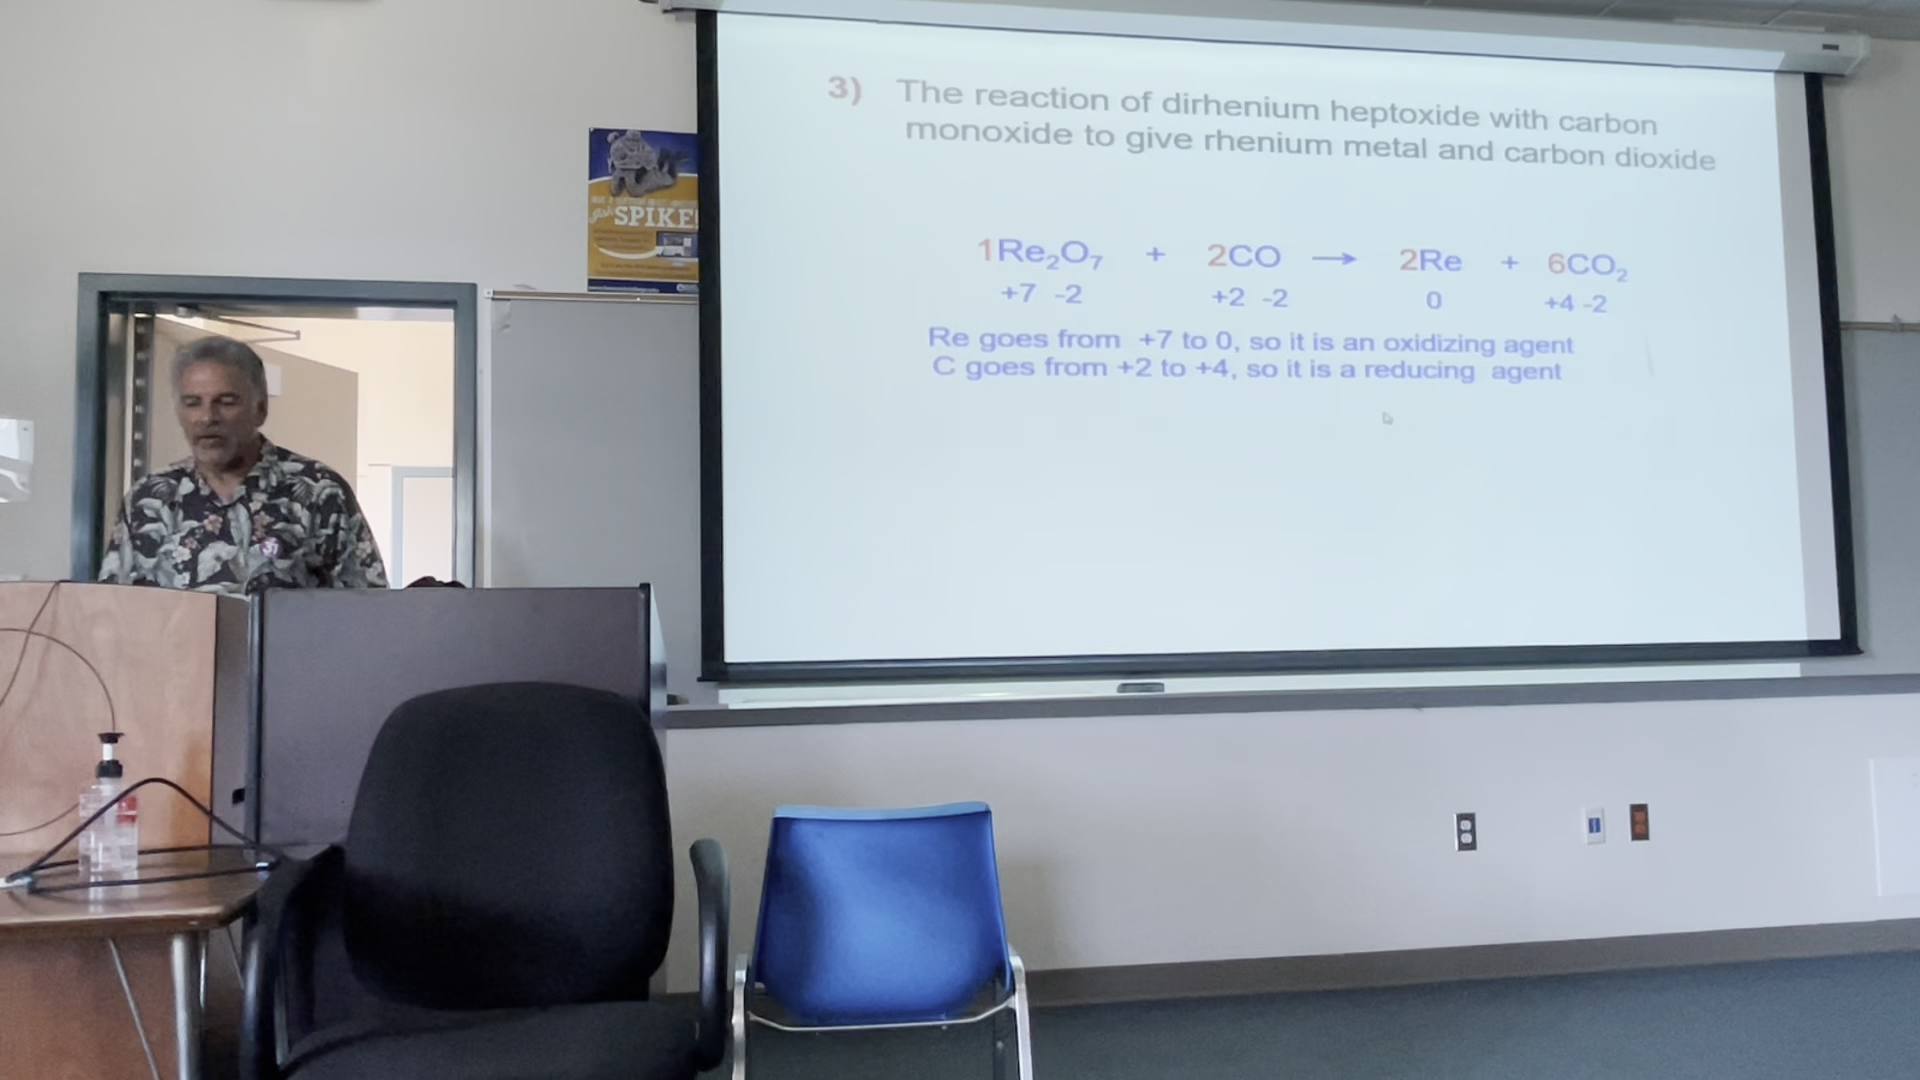 3) The reaction of dirhenium heptoxide with carbon
monoxide to give rhenium metal and carbon dioxide
1Re₂O₇ + 2CO → 2Re + 6CO₂
+7 -2 +2 -2 0 +4 -2
Re goes from +7 to 0, so it is an oxidizing agent
C goes from +2 to +4, so it is a reducing agent
ask SPIKE!